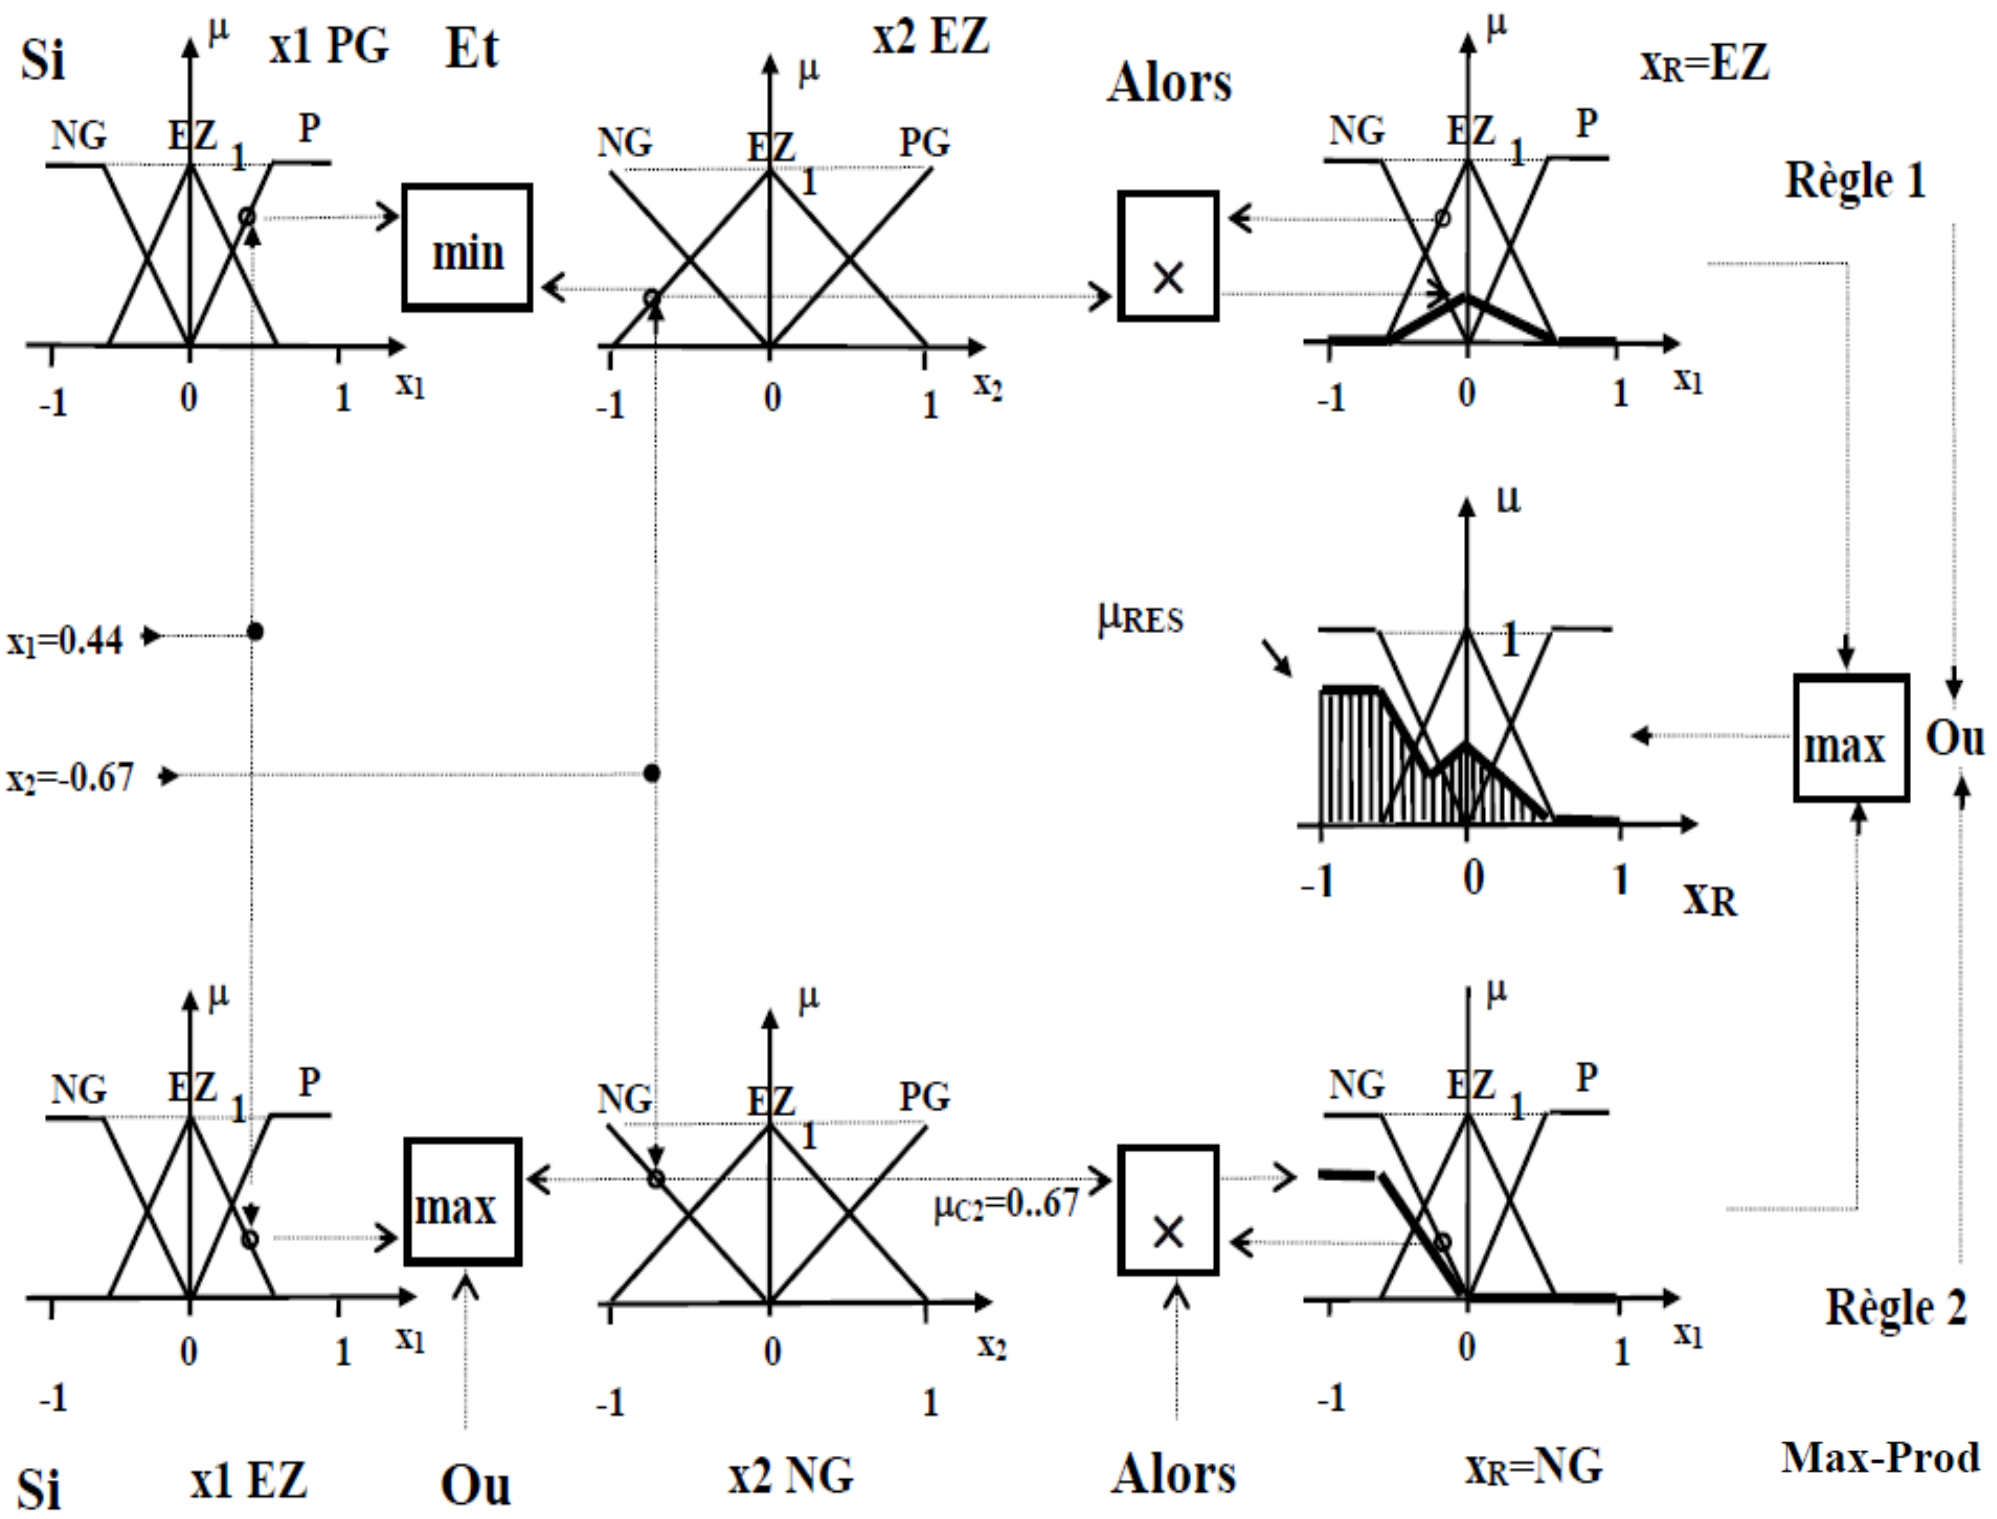 Si x1 PG Et x2 EZ Alors xR=EZ
μ μ μ
NG EZ P NG EZ PG NG EZ P
1 1 1
min × Règle 1
-1 0 1 x1 -1 0 1 x2 -1 0 1 x1
μ
μRES 1
x1=0.44
x2=-0.67
max Ou
-1 0 1 xR
μ μ μ
NG EZ P NG EZ PG NG EZ P
1 1 1
max μC2=0..67 ×
Règle 2
-1 0 1 x1 -1 0 1 x2 -1 0 1 x1
Si x1 EZ Ou x2 NG Alors xR=NG Max-Prod